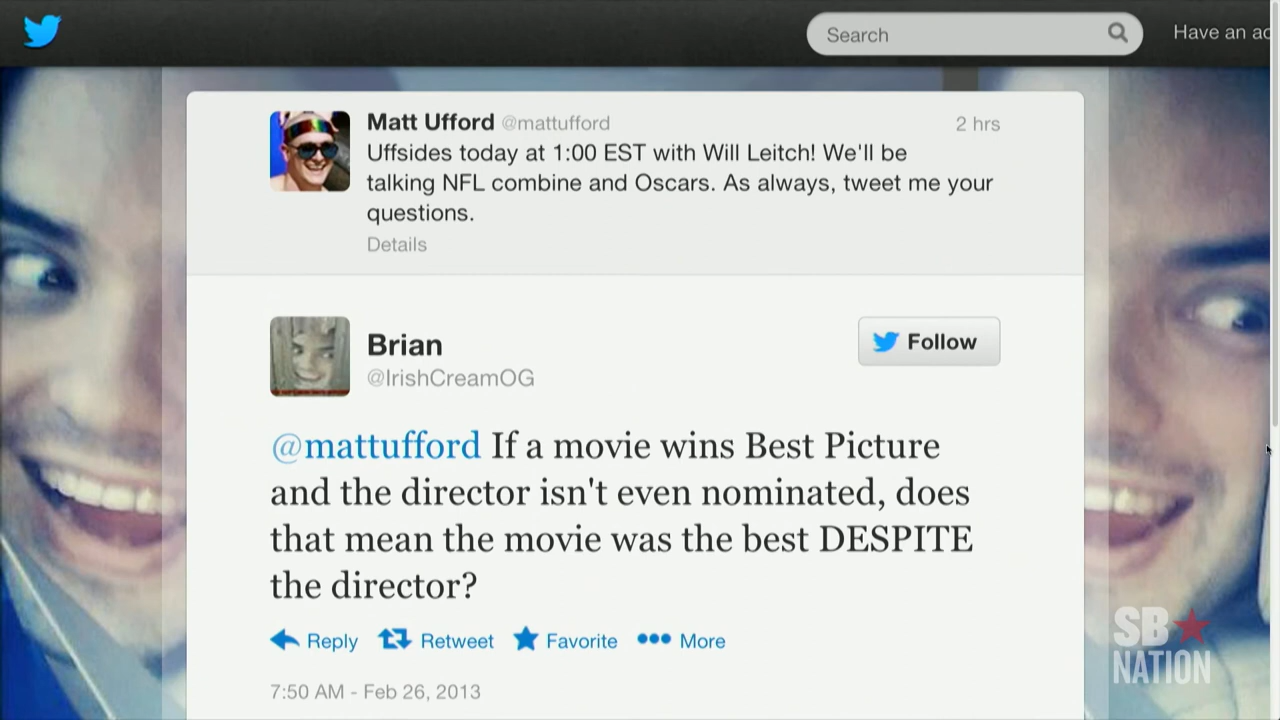 Search
Have an ac
Matt Ufford @mattufford
2 hrs
Uffsides today at 1:00 EST with Will Leitch! We'll be
talking NFL combine and Oscars. As always, tweet me your
questions.
Details
Brian
@IrishCreamOG
Follow
@mattufford If a movie wins Best Picture
and the director isn't even nominated, does
that mean the movie was the best DESPITE
the director?
Reply Retweet Favorite More
7:50 AM - Feb 26, 2013
SB
NATION